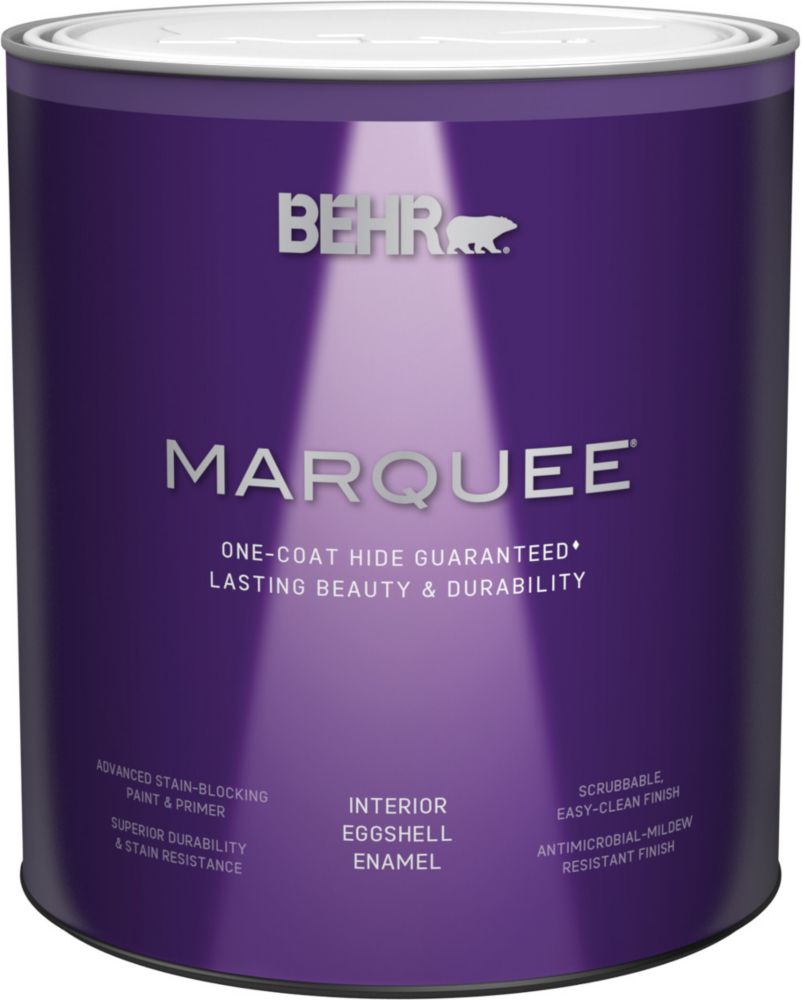 BEHR®
MARQUEE®
ONE-COAT HIDE GUARANTEED♦
LASTING BEAUTY & DURABILITY
ADVANCED STAIN-BLOCKING
PAINT & PRIMER
SUPERIOR DURABILITY
& STAIN RESISTANCE
INTERIOR
EGGSHELL
ENAMEL
SCRUBBABLE,
EASY-CLEAN FINISH
ANTIMICROBIAL-MILDEW
RESISTANT FINISH